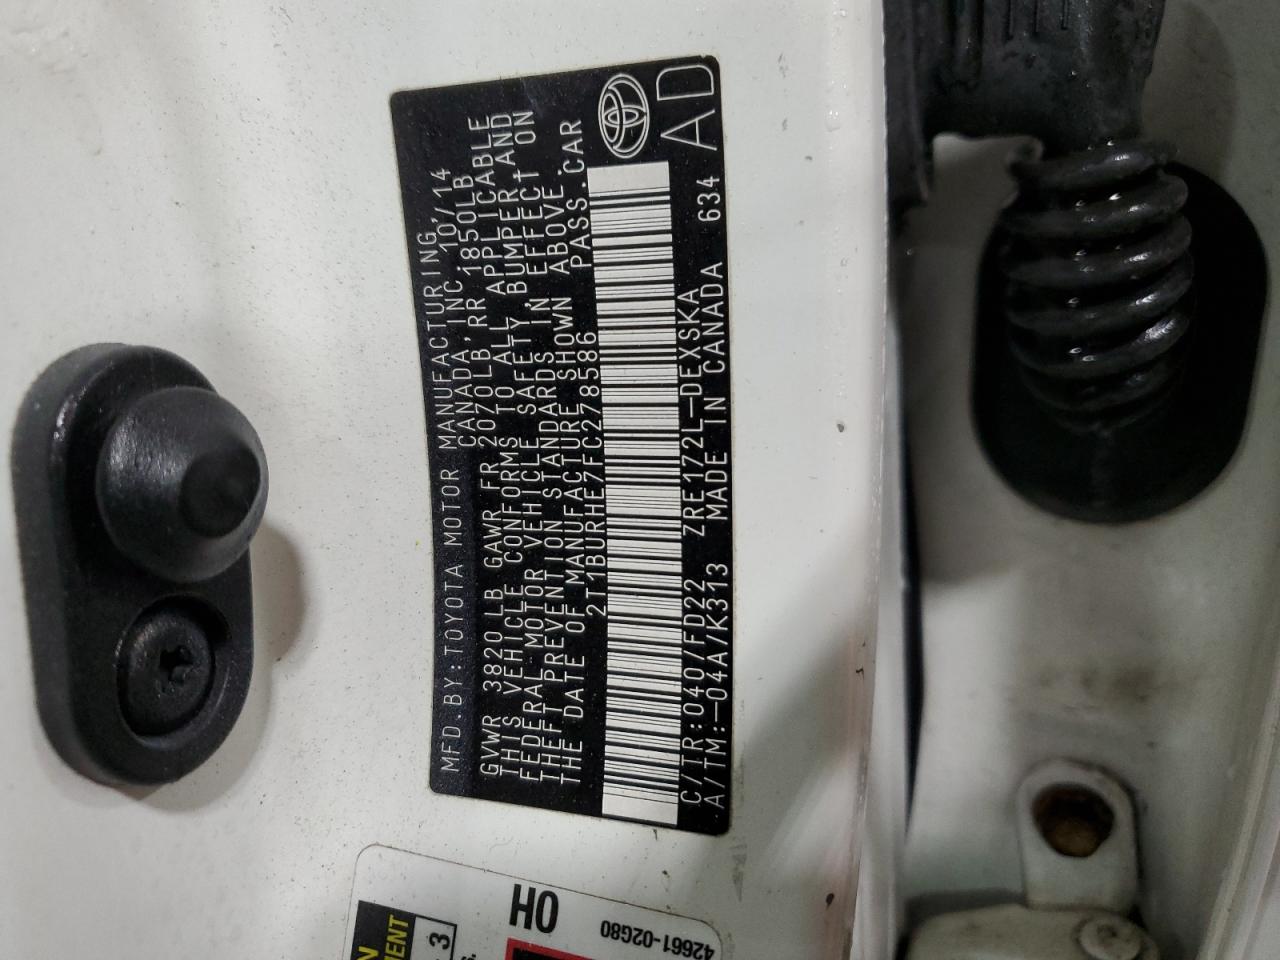 MFD.BY:TOYOTA MOTOR MANUFACTURING,
CANADA, INC. 10/14
GVWR 3820 LB GAWR FR 2070LB,RR 1850LB
THIS VEHICLE CONFORMS TO ALL APPLICABLE
FEDERAL MOTOR VEHICLE SAFETY,BUMPER,AND
THEFT PREVENTION STANDARDS IN EFFECT ON
THE DATE OF MANUFACTURE SHOWN ABOVE.
2T1BURHE7FC278586 PASS.CAR
C/TR:040/FD22 ZRE172L-DEXSKA
A/TM:-04A/K313 MADE IN CANADA 634
AD
OH
42661-02G80
3